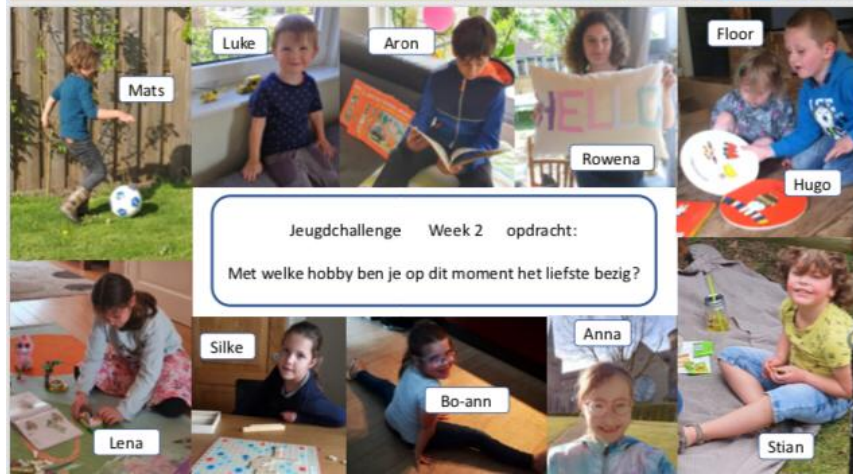 Mats
Luke
Aron
HELLO
Rowena
Floor
Hugo
Jeugdchallenge Week 2 opdracht:
Met welke hobby ben je op dit moment het liefste bezig?
Lena
Silke
Bo-ann
Anna
Stian